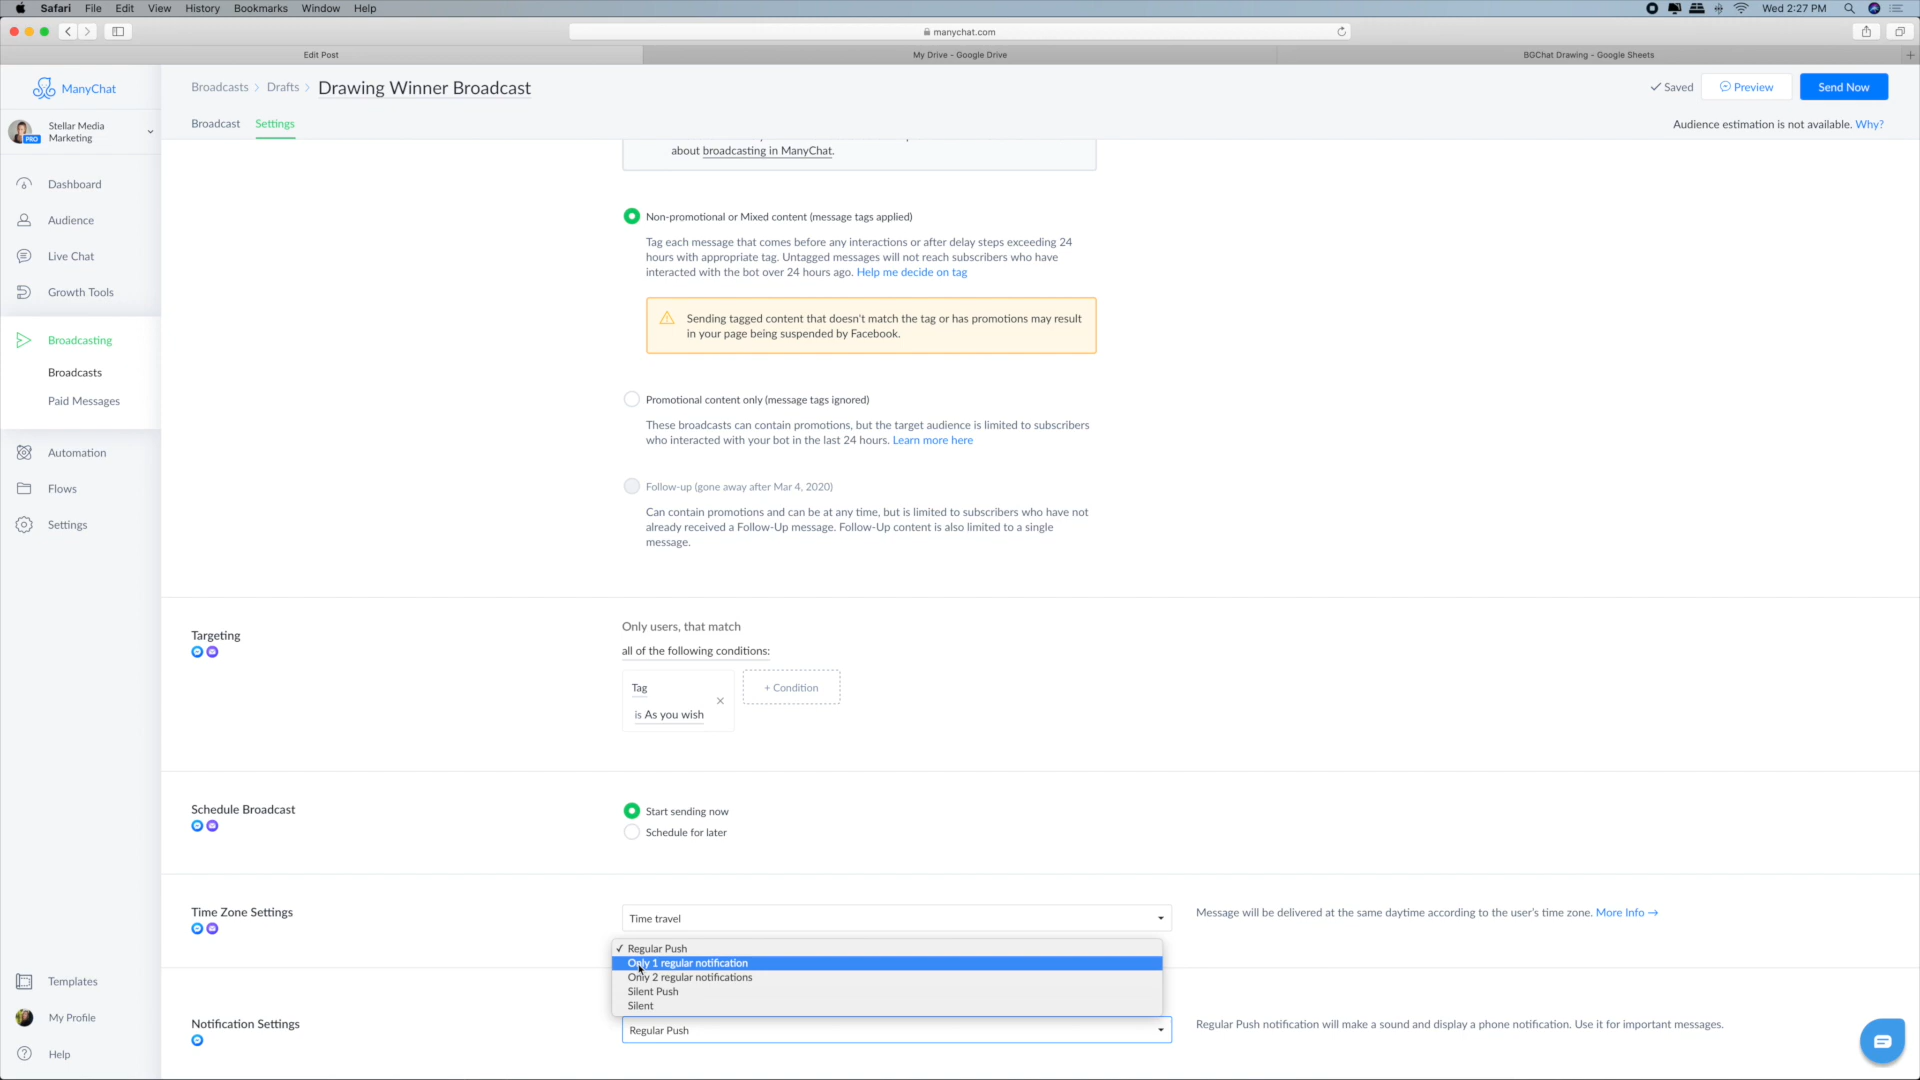 Safari File Edit View History Bookmarks Window Help
Wed 2:27 PM
manychat.com
Edit Post
My Drive - Google Drive
BGChat Drawing - Google Sheets
ManyChat
Stellar Media
Marketing
PRO
Dashboard
Audience
Live Chat
Growth Tools
Broadcasting
Broadcasts
Paid Messages
Automation
Flows
Settings
Templates
My Profile
Help
Broadcasts > Drafts > Drawing Winner Broadcast
Saved
Preview
Send Now
Broadcast
Settings
Audience estimation is not available. Why?
about broadcasting in ManyChat.
Non-promotional or Mixed content (message tags applied)
Tag each message that comes before any interactions or after delay steps exceeding 24
hours with appropriate tag. Untagged messages will not reach subscribers who have
interacted with the bot over 24 hours ago. Help me decide on tag
Sending tagged content that doesn't match the tag or has promotions may result
in your page being suspended by Facebook.
Promotional content only (message tags ignored)
These broadcasts can contain promotions, but the target audience is limited to subscribers
who interacted with your bot in the last 24 hours. Learn more here
Follow-up (gone away after Mar 4, 2020)
Can contain promotions and can be at any time, but is limited to subscribers who have not
already received a Follow-Up message. Follow-Up content is also limited to a single
message.
Targeting
Only users, that match
all of the following conditions:
Tag
is As you wish
+ Condition
Schedule Broadcast
Start sending now
Schedule for later
Time Zone Settings
Time travel
Message will be delivered at the same daytime according to the user's time zone. More Info →
✓ Regular Push
Only 1 regular notification
Only 2 regular notifications
Silent Push
Silent
Notification Settings
Regular Push
Regular Push notification will make a sound and display a phone notification. Use it for important messages.